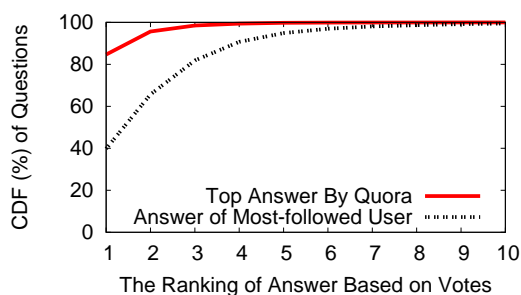 100
80
60
40
20
0
CDF (%) of Questions
Top Answer By Quora
Answer of Most-followed User
1 2 3 4 5 6 7 8 9 10
The Ranking of Answer Based on Votes